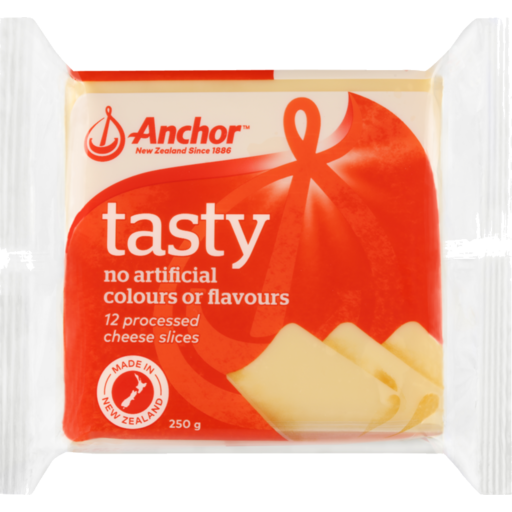 Anchor™
New Zealand Since 1886
tasty
no artificial
colours or flavours
12 processed
cheese slices
MADE IN
NEW ZEALAND
250 g